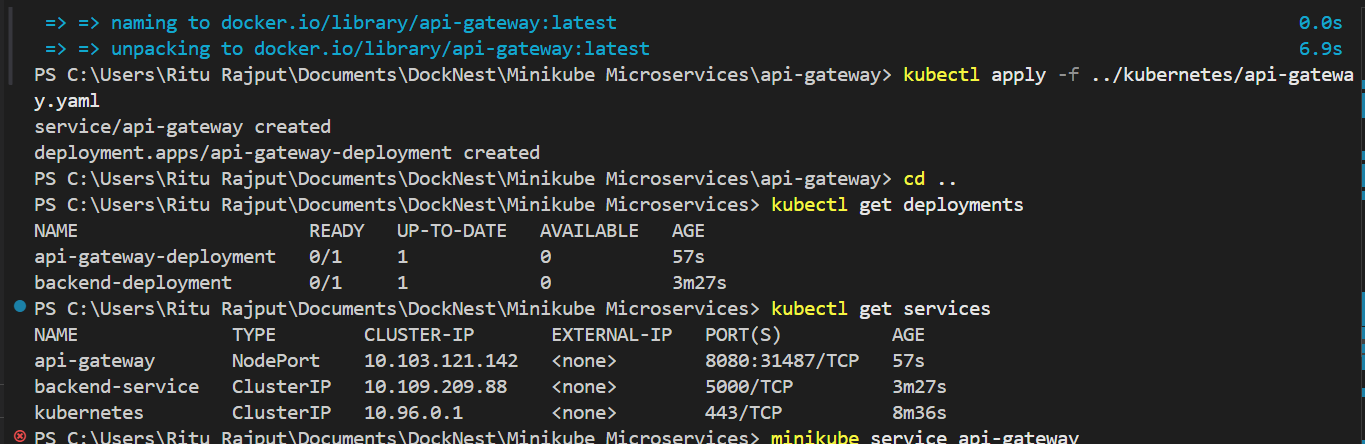 => => naming to docker.io/library/api-gateway:latest 0.0s
=> => unpacking to docker.io/library/api-gateway:latest 6.9s
PS C:\Users\Ritu Rajput\Documents\DockNest\Minikube Microservices\api-gateway> kubectl apply -f ../kubernetes/api-gatewa
y.yaml
service/api-gateway created
deployment.apps/api-gateway-deployment created
PS C:\Users\Ritu Rajput\Documents\DockNest\Minikube Microservices\api-gateway> cd ..
PS C:\Users\Ritu Rajput\Documents\DockNest\Minikube Microservices> kubectl get deployments
NAME READY UP-TO-DATE AVAILABLE AGE
api-gateway-deployment 0/1 1 0 57s
backend-deployment 0/1 1 0 3m27s
PS C:\Users\Ritu Rajput\Documents\DockNest\Minikube Microservices> kubectl get services
NAME TYPE CLUSTER-IP EXTERNAL-IP PORT(S) AGE
api-gateway NodePort 10.103.121.142 <none> 8080:31487/TCP 57s
backend-service ClusterIP 10.109.209.88 <none> 5000/TCP 3m27s
kubernetes ClusterIP 10.96.0.1 <none> 443/TCP 8m36s
PS C:\Users\Ritu Rajput\Documents\DockNest\Minikube Microservices> minikube service api-gateway